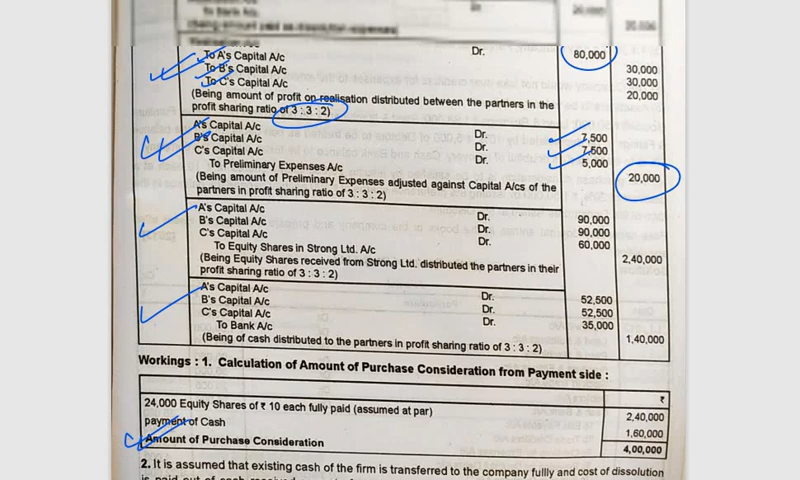 To Bank A/c
Dr.
To A's Capital A/c Dr. 80,000
To B's Capital A/c 30,000
To C's Capital A/c 30,000
(Being amount of profit on realisation distributed between the partners in the 20,000
profit sharing ratio of 3 : 3 : 2)
A's Capital A/c Dr. 7,500
B's Capital A/c Dr. 7,500
C's Capital A/c Dr. 5,000
To Preliminary Expenses A/c 20,000
(Being amount of Preliminary Expenses adjusted against Capital A/cs of the
partners in profit sharing ratio of 3 : 3 : 2)
A's Capital A/c Dr. 90,000
B's Capital A/c Dr. 90,000
C's Capital A/c Dr. 60,000
To Equity Shares in Strong Ltd. A/c 2,40,000
(Being Equity Shares received from Strong Ltd. distributed the partners in their
profit sharing ratio of 3 : 3 : 2)
A's Capital A/c Dr. 52,500
B's Capital A/c Dr. 52,500
C's Capital A/c Dr. 35,000
To Bank A/c 1,40,000
(Being of cash distributed to the partners in profit sharing ratio of 3 : 3 : 2)
Workings : 1. Calculation of Amount of Purchase Consideration from Payment side :
₹
24,000 Equity Shares of ₹ 10 each fully paid (assumed at par) 2,40,000
payment of Cash 1,60,000
Amount of Purchase Consideration 4,00,000
2. It is assumed that existing cash of the firm is transferred to the company fullly and cost of dissolution